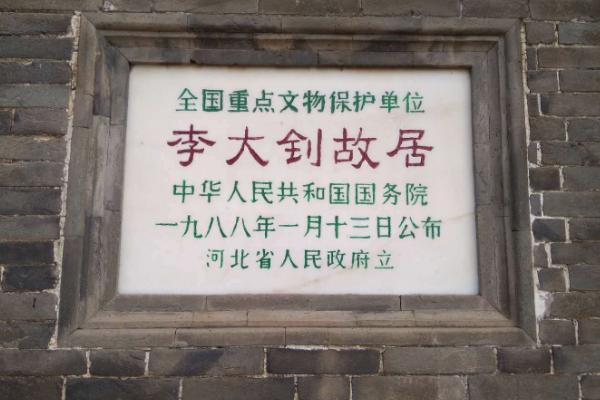 全国重点文物保护单位
李大钊故居
中华人民共和国国务院
一九八八年一月十三日公布
河北省人民政府立